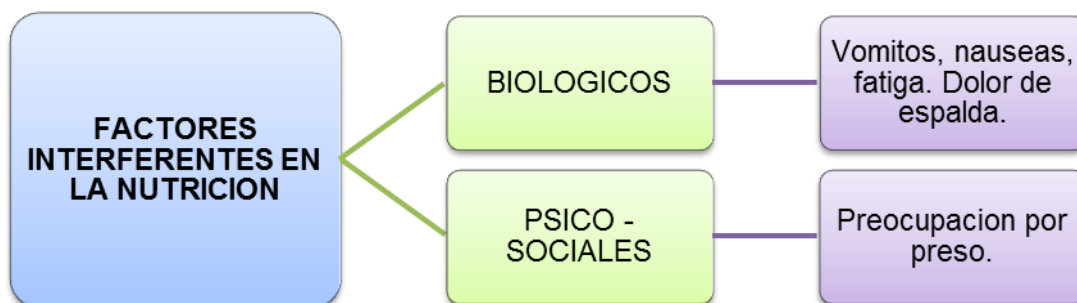 FACTORES
INTERFERENTES EN
LA NUTRICION
BIOLOGICOS
Vomitos, nauseas,
fatiga. Dolor de
espalda.
PSICO -
SOCIALES
Preocupacion por
preso.